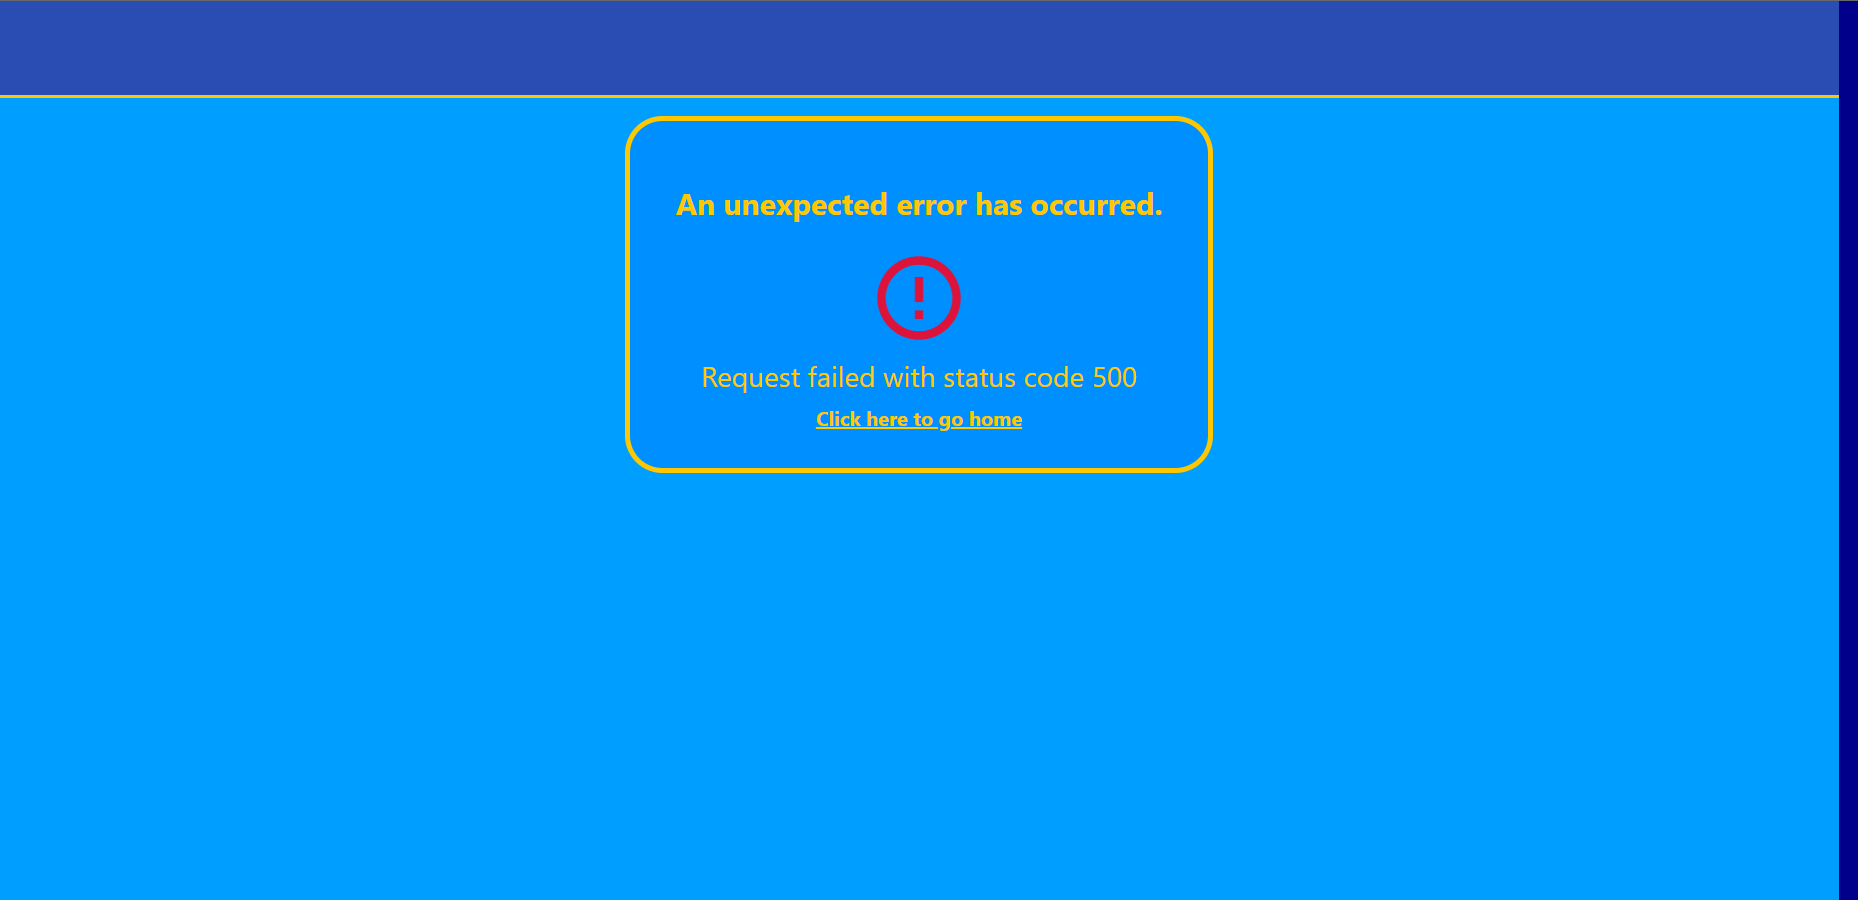 An unexpected error has occurred.
Request failed with status code 500
Click here to go home